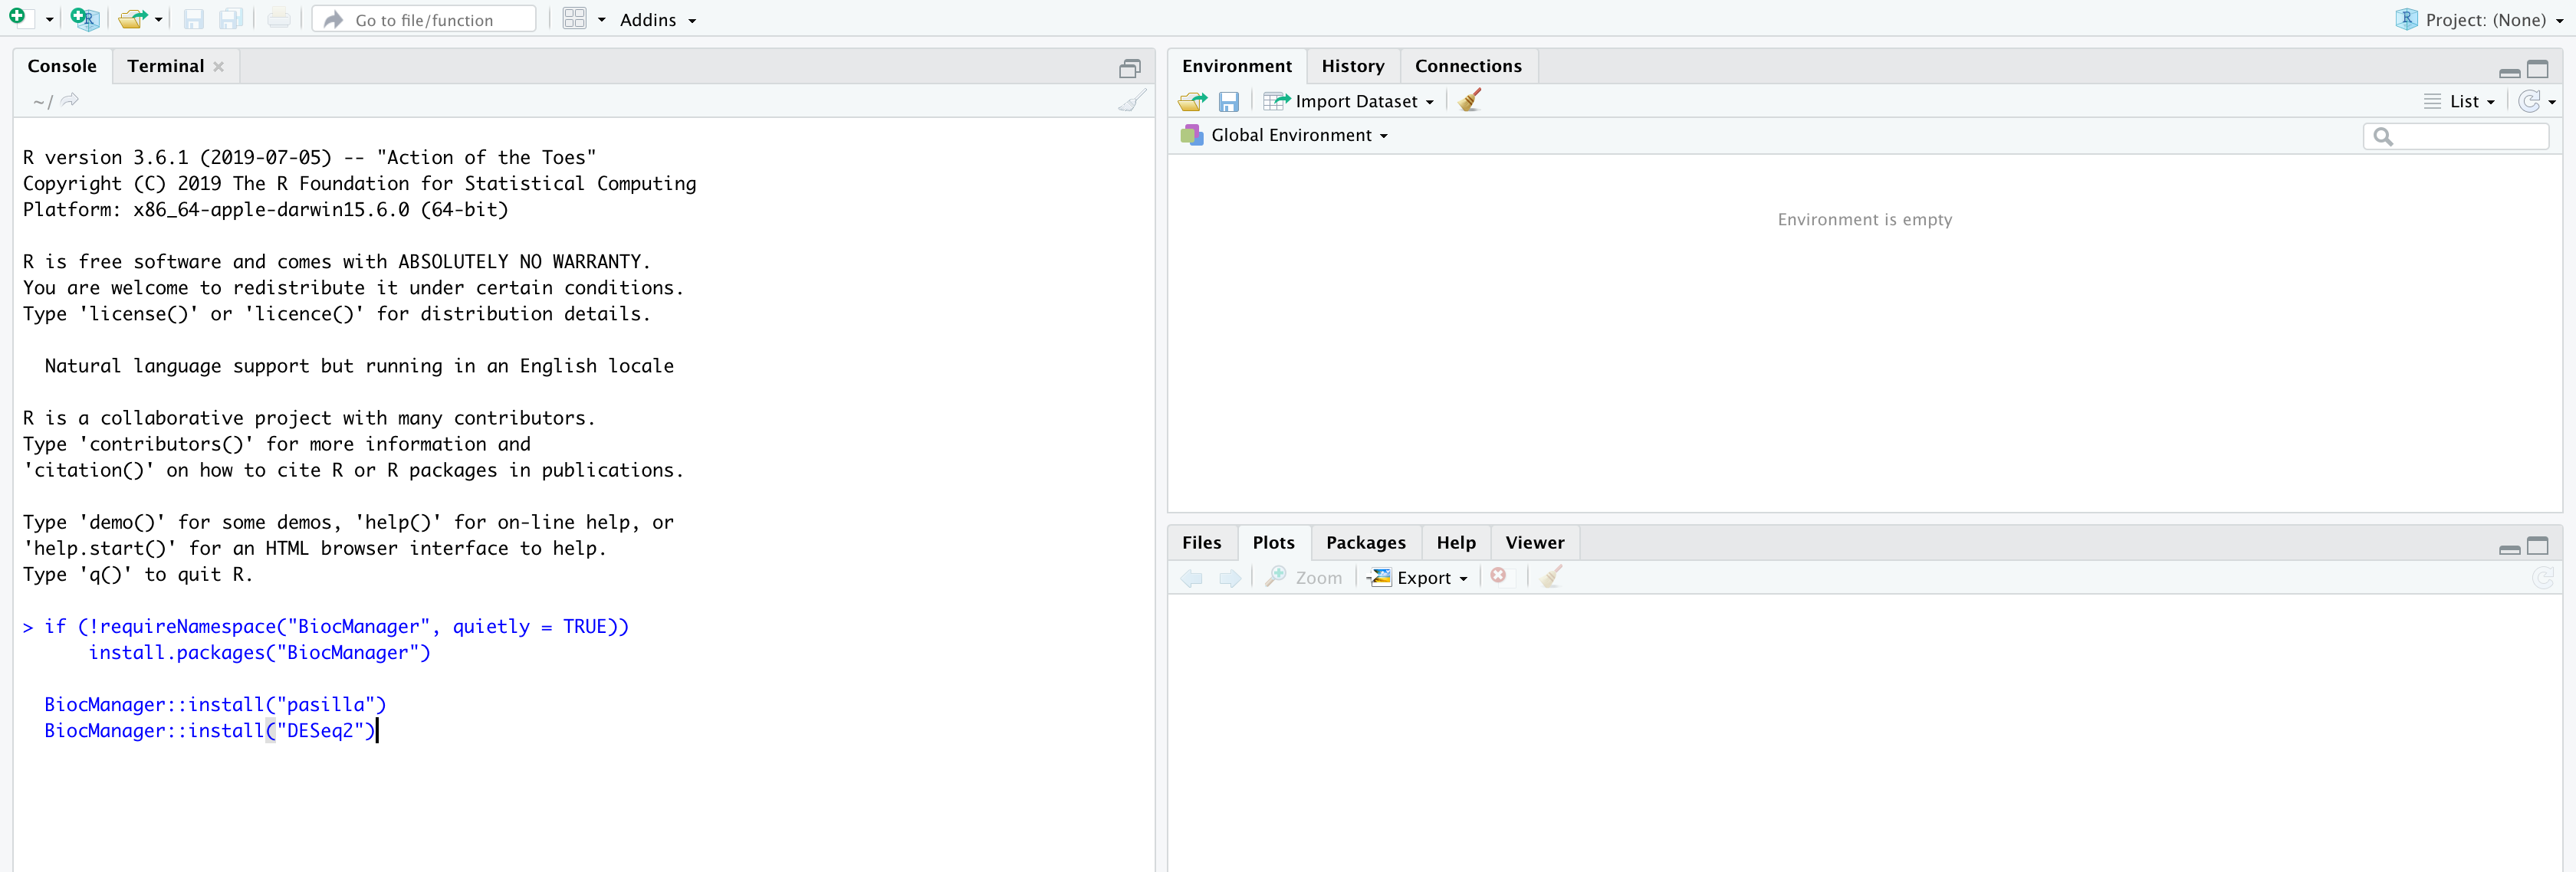 Go to file/function
Addins
Project: (None)
Console
Terminal
~/
R version 3.6.1 (2019-07-05) -- "Action of the Toes"
Copyright (C) 2019 The R Foundation for Statistical Computing
Platform: x86_64-apple-darwin15.6.0 (64-bit)
R is free software and comes with ABSOLUTELY NO WARRANTY.
You are welcome to redistribute it under certain conditions.
Type 'license()' or 'licence()' for distribution details.
Natural language support but running in an English locale
R is a collaborative project with many contributors.
Type 'contributors()' for more information and
'citation()' on how to cite R or R packages in publications.
Type 'demo()' for some demos, 'help()' for on-line help, or
'help.start()' for an HTML browser interface to help.
Type 'q()' to quit R.
> if (!requireNamespace("BiocManager", quietly = TRUE))
install.packages("BiocManager")
BiocManager::install("pasilla")
BiocManager::install("DESeq2")
Environment
History
Connections
Import Dataset
List
Global Environment
Environment is empty
Files
Plots
Packages
Help
Viewer
Zoom
Export